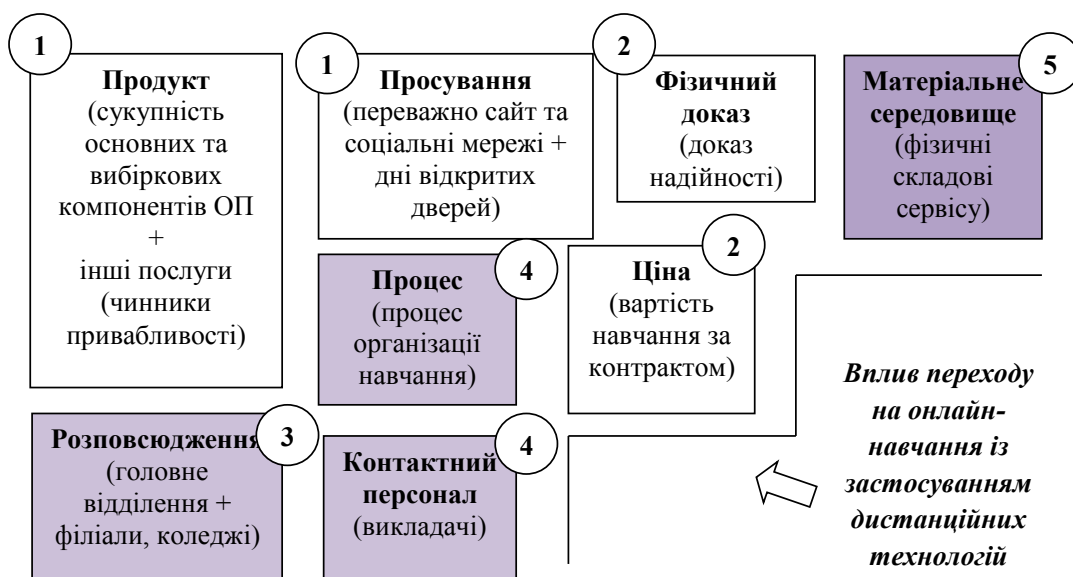 1
Продукт
(сукупність
основних та
вибіркових
компонентів ОП
+
інші послуги
(чинники
привабливості)
1
Просування
(переважно сайт та
соціальні мережі +
дні відкритих
дверей)
2
Фізичний
доказ
(доказ
надійності)
5
Матеріальне
середовище
(фізичні
складові
сервісу)
4
Процес
(процес
організації
навчання)
2
Ціна
(вартість
навчання за
контрактом)
3
Розповсюдження
(головне
відділення +
філіали, коледжі)
4
Контактний
персонал
(викладачі)
Вплив переходу
на онлайн-
навчання із
застосуванням
дистанційних
технологій